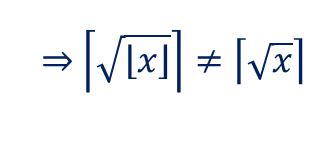 ⇒ ⌈√⌊x⌋⌉ ≠ ⌈√x⌉